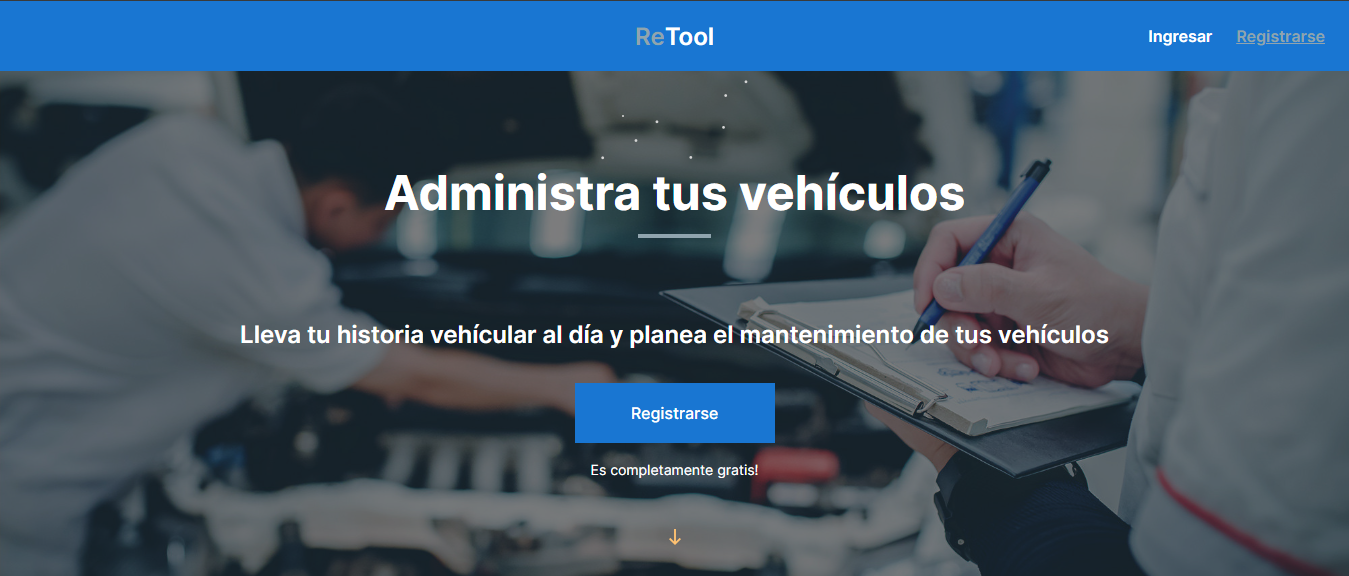 ReTool
Ingresar
Registrarse
Administra tus vehículos
Lleva tu historia vehícular al día y planea el mantenimiento de tus vehículos
Registrarse
Es completamente gratis!